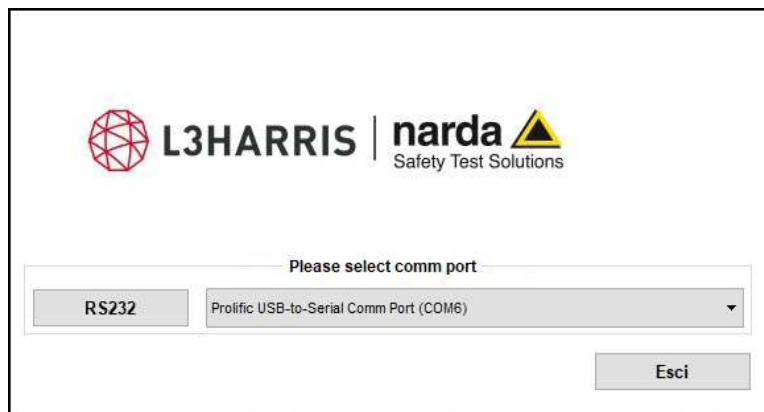 L3HARRIS
narda
Safety Test Solutions
Please select comm port
RS232
Prolific USB-to-Serial Comm Port (COM6)
Esci